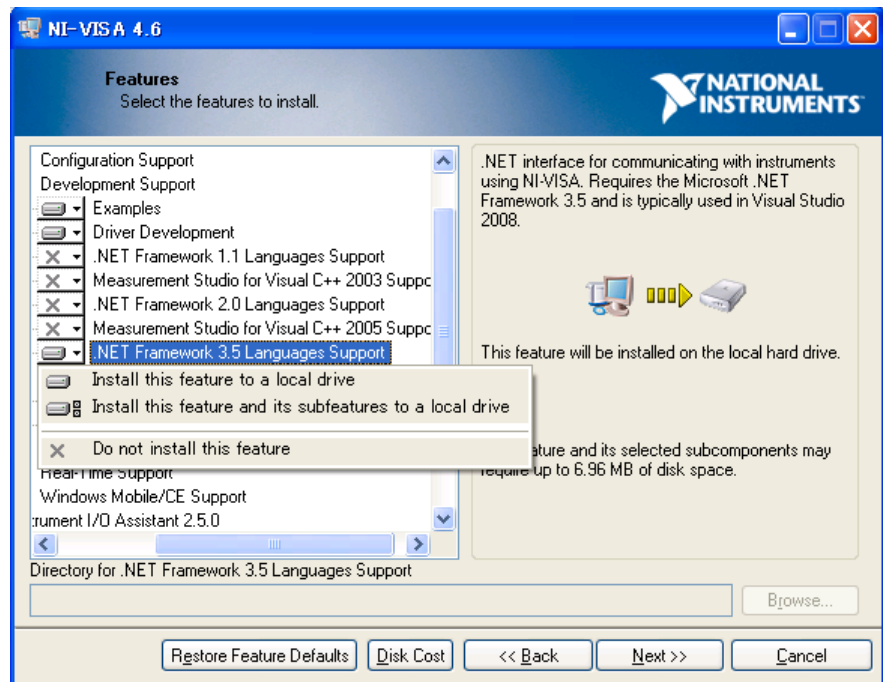 NI-VISA 4.6
Features
Select the features to install.
NATIONAL
INSTRUMENTS
Configuration Support
Development Support
Examples
Driver Development
.NET Framework 1.1 Languages Support
Measurement Studio for Visual C++ 2003 Suppo
.NET Framework 2.0 Languages Support
Measurement Studio for Visual C++ 2005 Suppo
.NET Framework 3.5 Languages Support
Install this feature to a local drive
Install this feature and its subfeatures to a local drive
Do not install this feature
Real-Time Support
Windows Mobile/CE Support
trument I/O Assistant 2.5.0
.NET interface for communicating with instruments
using NI-VISA. Requires the Microsoft .NET
Framework 3.5 and is typically used in Visual Studio
2008.
This feature will be installed on the local hard drive.
ature and its selected subcomponents may
require up to 6.96 MB of disk space.
Directory for .NET Framework 3.5 Languages Support
Browse...
Restore Feature Defaults
Disk Cost
<< Back
Next >>
Cancel